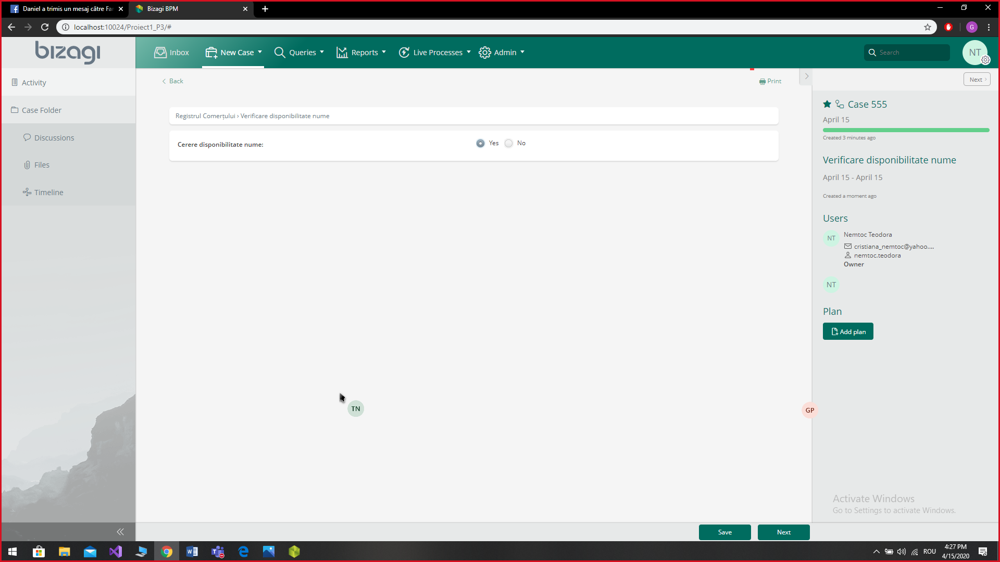 Daniel a trimis un mesaj către Far
Bizagi BPM
localhost:10024/Proiect1_P3/#
G
bizagi
Inbox
New Case
Queries
Reports
Live Processes
Admin
Search
NT
Activity
Case Folder
Discussions
Files
Timeline
Back
Print
Registrul Comerțului › Verificare disponibilitate nume
Cerere disponibilitate nume:
Yes
No
TN
GP
Next
Case 555
April 15
Created 3 minutes ago
Verificare disponibilitate nume
April 15 - April 15
Created a moment ago
Users
NT
Nemtoc Teodora
cristiana_nemtoc@yahoo....
nemtoc.teodora
Owner
NT
Plan
Add plan
Activate Windows
Go to Settings to activate Windows.
Save
Next
ROU
4:27 PM
4/15/2020